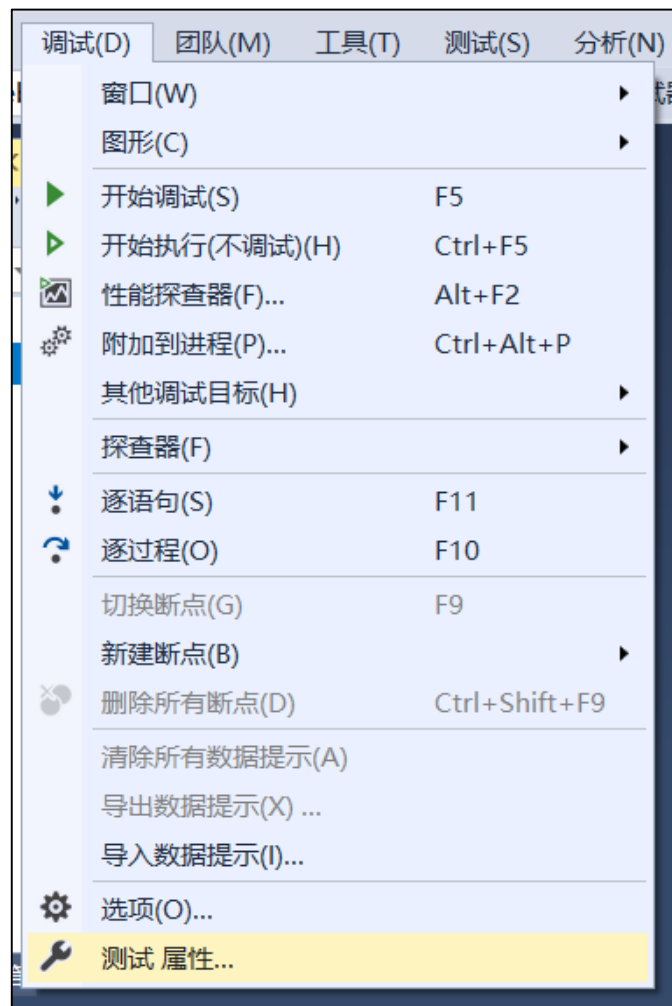 调试(D) 团队(M) 工具(T) 测试(S) 分析(N)
窗口(W)
图形(C)
开始调试(S) F5
开始执行(不调试)(H) Ctrl+F5
性能探查器(F)... Alt+F2
附加到进程(P)... Ctrl+Alt+P
其他调试目标(H)
探查器(F)
逐语句(S) F11
逐过程(O) F10
切换断点(G) F9
新建断点(B)
删除所有断点(D) Ctrl+Shift+F9
清除所有数据提示(A)
导出数据提示(X) ...
导入数据提示(I)...
选项(O)...
测试 属性...